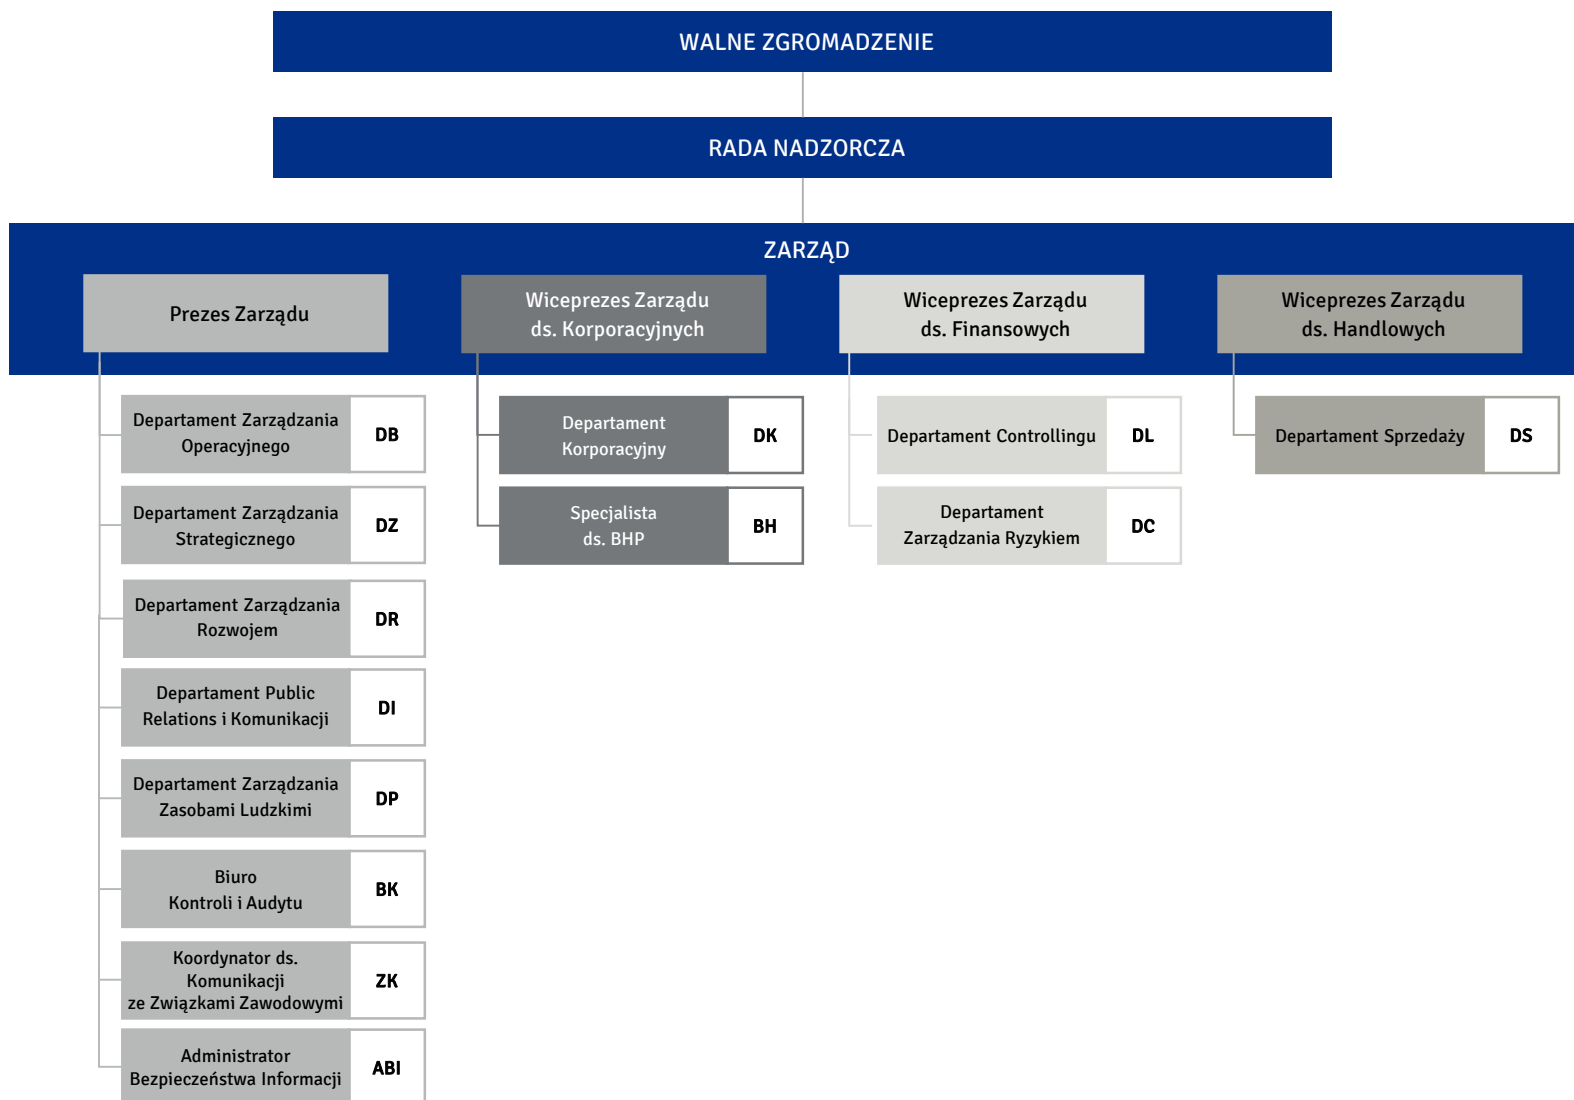 WALNE ZGROMADZENIE
RADA NADZORCZA
ZARZĄD
Prezes Zarządu
Wiceprezes Zarządu
ds. Korporacyjnych
Wiceprezes Zarządu
ds. Finansowych
Wiceprezes Zarządu
ds. Handlowych
Departament Zarządzania
Operacyjnego
DB
Departament Zarządzania
Strategicznego
DZ
Departament Zarządzania
Rozwojem
DR
Departament Public
Relations i Komunikacji
DI
Departament Zarządzania
Zasobami Ludzkimi
DP
Biuro
Kontroli i Audytu
BK
Koordynator ds.
Komunikacji
ze Związkami Zawodowymi
ZK
Administrator
Bezpieczeństwa Informacji
ABI
Departament
Korporacyjny
DK
Specjalista
ds. BHP
BH
Departament Controllingu
DL
Departament
Zarządzania Ryzykiem
DC
Departament Sprzedaży
DS